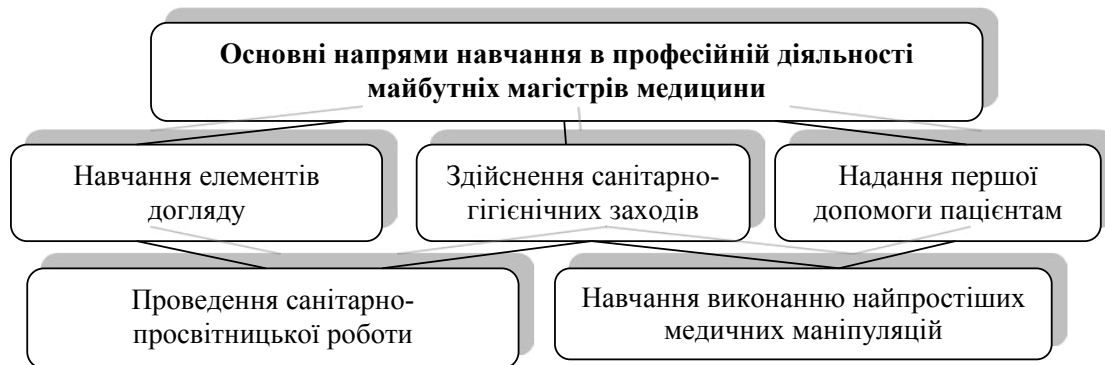 Основні напрями навчання в професійній діяльності
майбутніх магістрів медицини
Навчання елементів
догляду
Здійснення санітарно-
гігієнічних заходів
Надання першої
допомоги пацієнтам
Проведення санітарно-
просвітницької роботи
Навчання виконанню найпростіших
медичних маніпуляцій